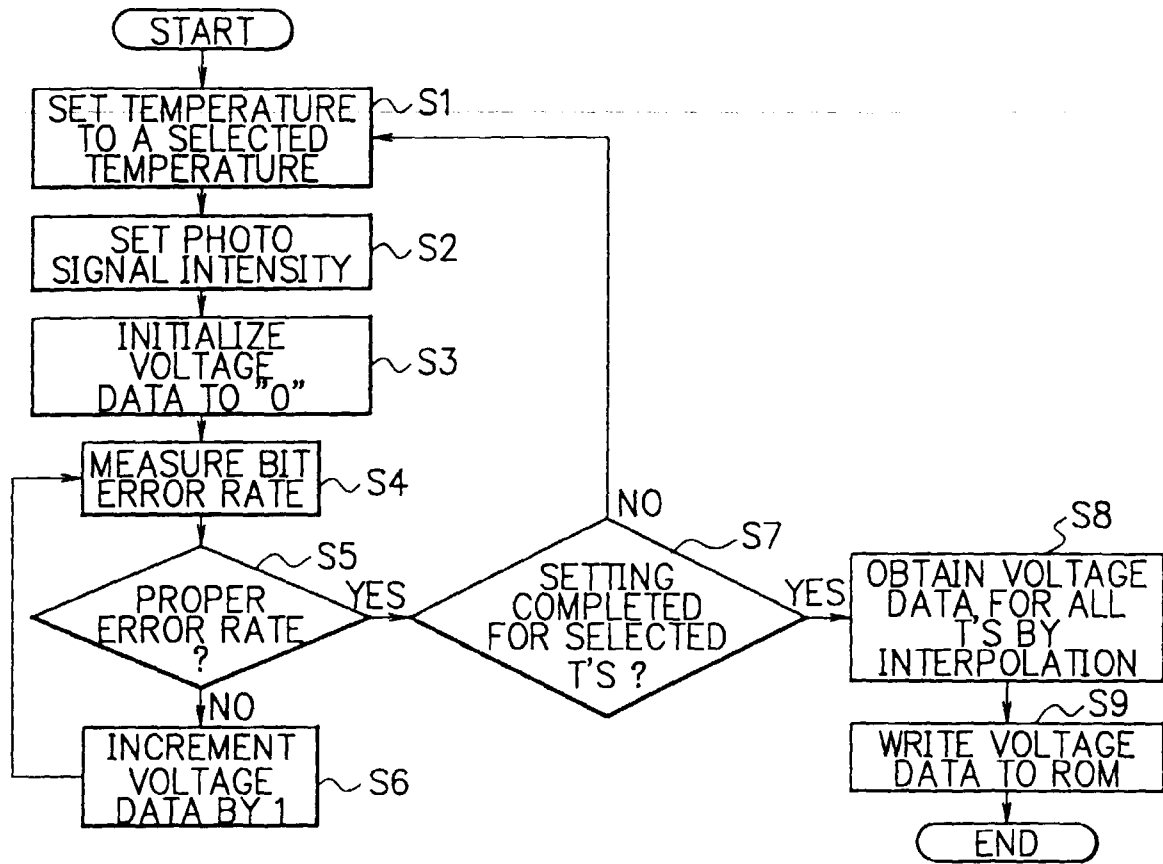 START
SET TEMPERATURE
TO A SELECTED
TEMPERATURE
S1
SET PHOTO
SIGNAL INTENSITY
S2
INITIALIZE
VOLTAGE
DATA TO "0"
S3
MEASURE BIT
ERROR RATE
S4
PROPER
ERROR RATE
?
S5
YES
NO
INCREMENT
VOLTAGE
DATA BY 1
S6
SETTING
COMPLETED
FOR SELECTED
T'S ?
S7
NO
YES
OBTAIN VOLTAGE
DATA FOR ALL
T'S BY
INTERPOLATION
S8
WRITE VOLTAGE
DATA TO ROM
S9
END